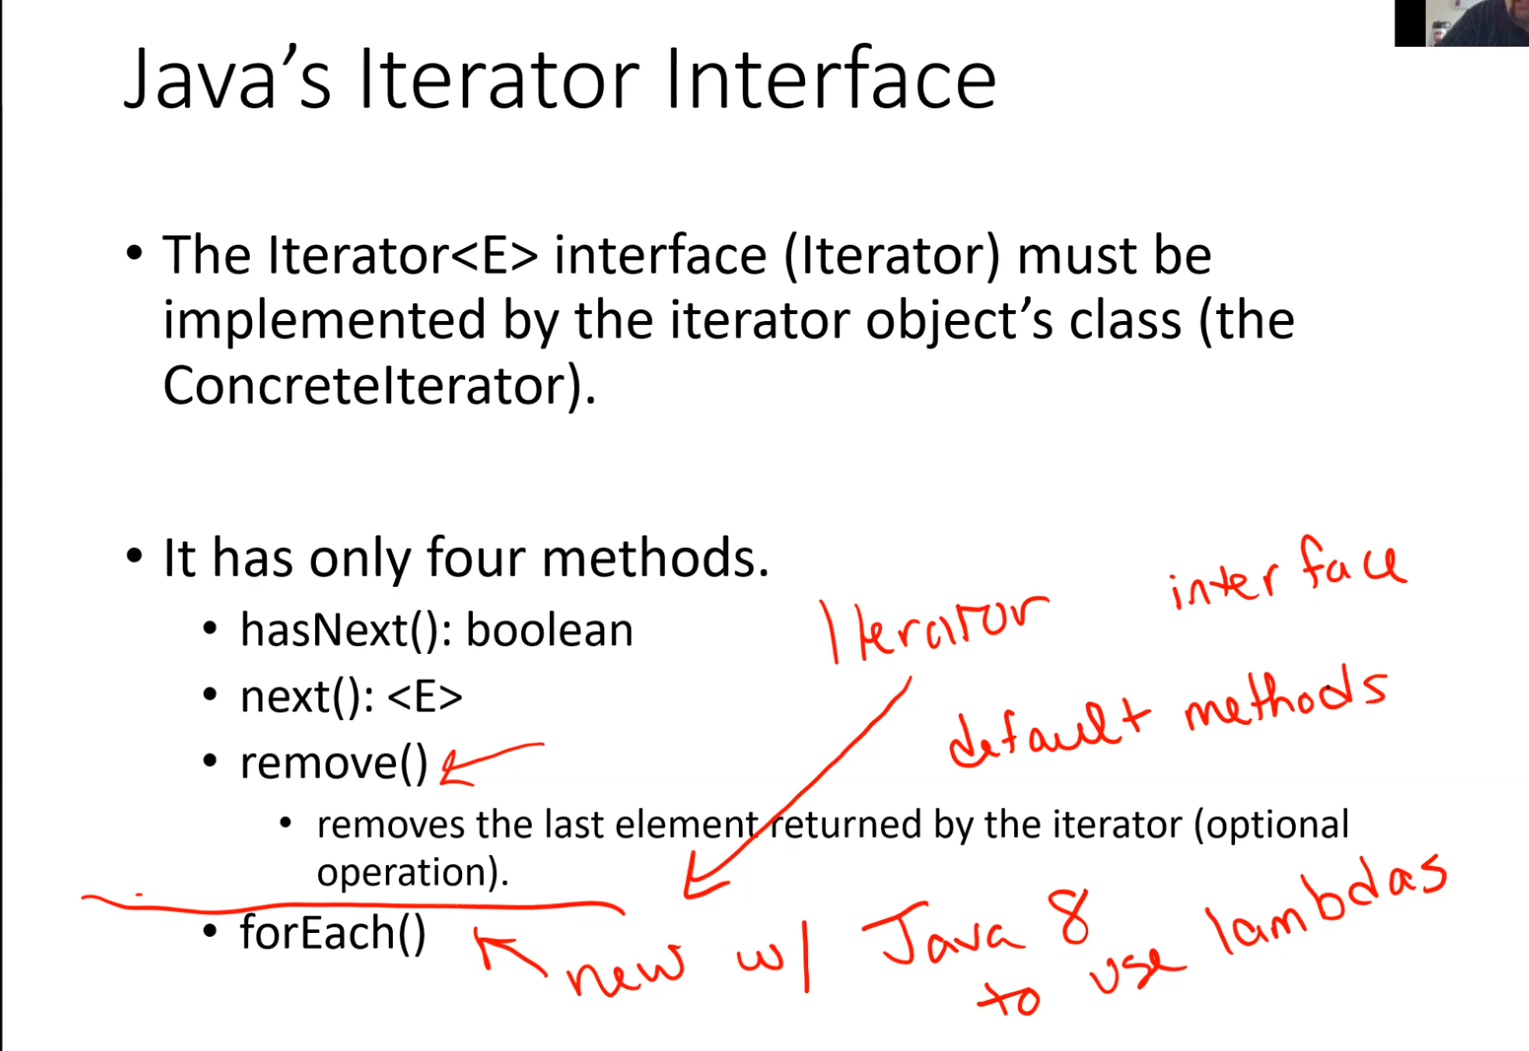 Java’s Iterator Interface
• The Iterator<E> interface (Iterator) must be
implemented by the iterator object’s class (the
ConcreteIterator).
• It has only four methods.
• hasNext(): boolean
• next(): <E>
• remove()
• removes the last element returned by the iterator (optional
operation).
• forEach()
Iterator interface
default methods
new w/ Java 8
to use lambdas